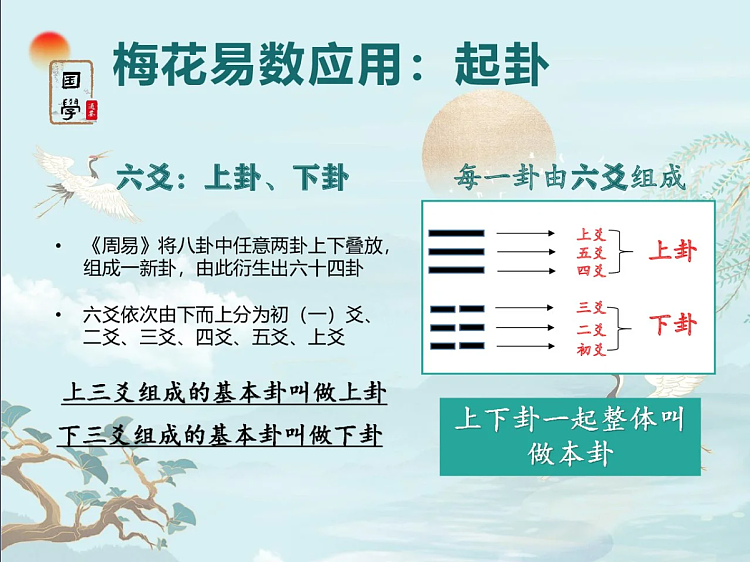 梅花易数应用：起卦
国
學
六爻：上卦、下卦
• 《周易》将八卦中任意两卦上下叠放，
组成一新卦，由此衍生出六十四卦
• 六爻依次由下而上分为初（一）爻、
二爻、三爻、四爻、五爻、上爻
上三爻组成的基本卦叫做上卦
下三爻组成的基本卦叫做下卦
每一卦由六爻组成
上爻
五爻
四爻
上卦
三爻
二爻
初爻
下卦
上下卦一起整体叫
做本卦